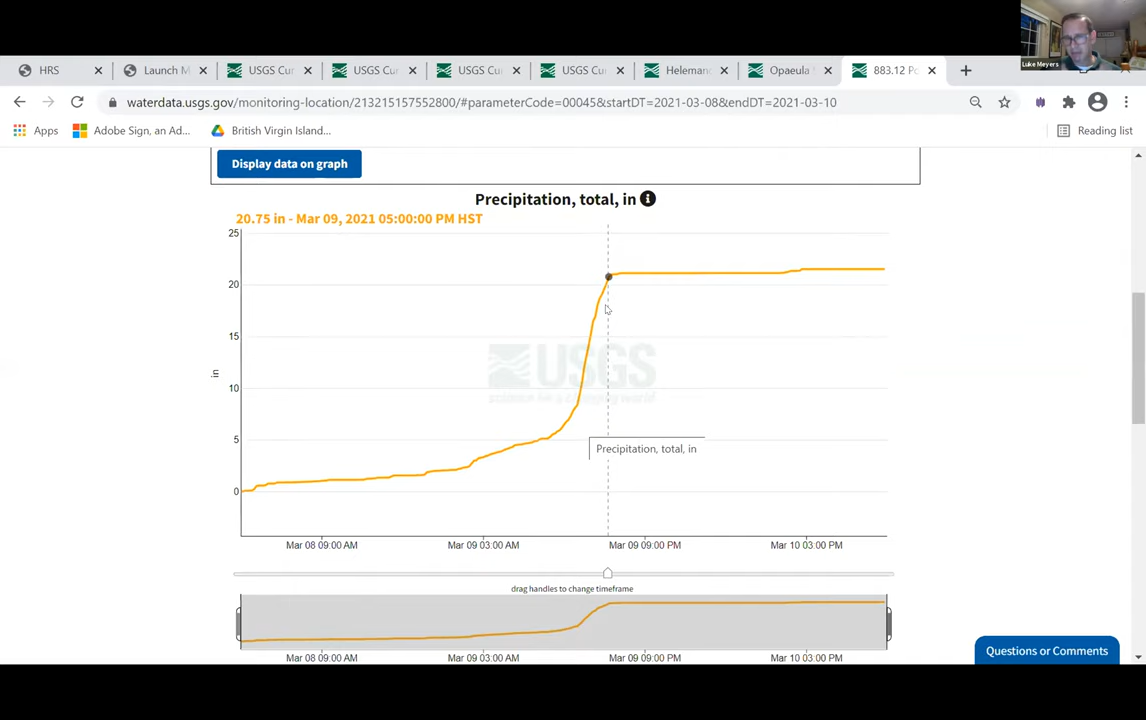 Luke Meyers
HRS
Launch M
USGS Cur
USGS Cur
USGS Cu
USGS Cur
Heleman
Opaeula
883.12 Po
waterdata.usgs.gov/monitoring-location/213215157552800/#parameterCode=00045&startDT=2021-03-08&endDT=2021-03-10
Apps
Adobe Sign, an Ad...
British Virgin Island...
Reading list
Display data on graph
Precipitation, total, in
20.75 in - Mar 09, 2021 05:00:00 PM HST
25
20
15
10
5
0
in
USGS
science for a changing world
Precipitation, total, in
Mar 08 09:00 AM
Mar 09 03:00 AM
Mar 09 09:00 PM
Mar 10 03:00 PM
drag handles to change timeframe
Mar 08 09:00 AM
Mar 09 03:00 AM
Mar 09 09:00 PM
Mar 10 03:00 PM
Questions or Comments